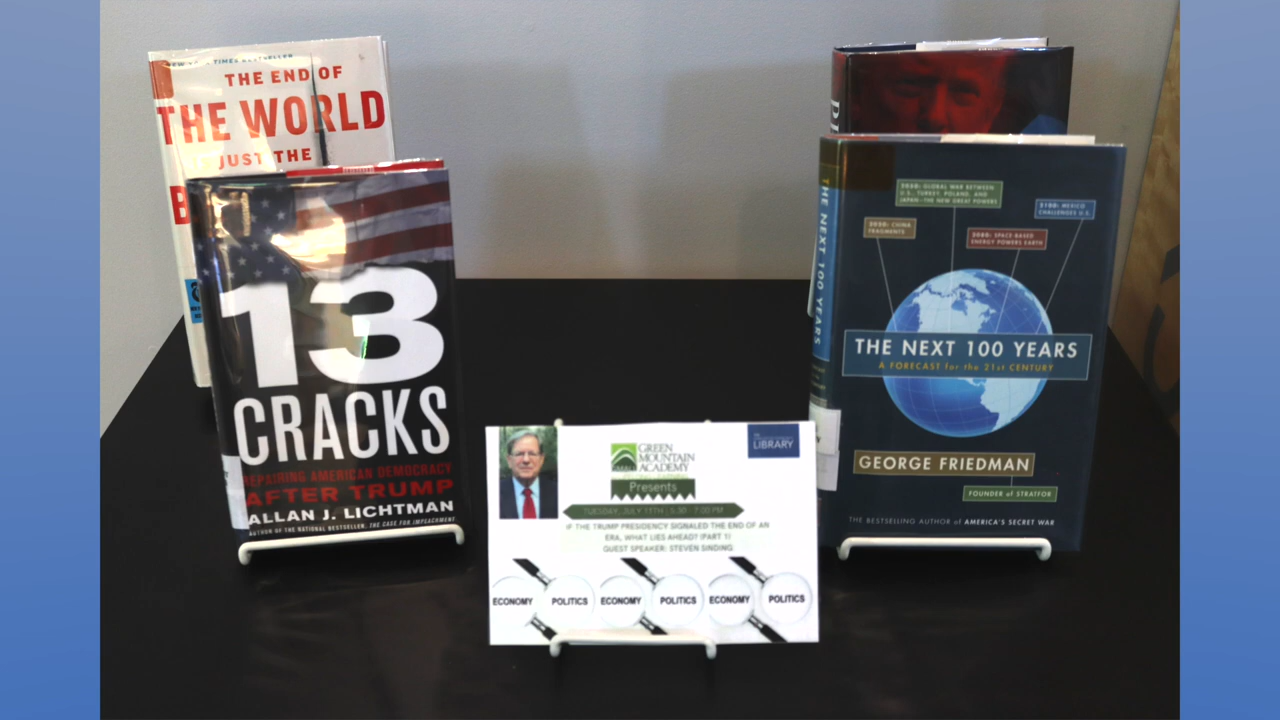 NEW YORK TIMES BESTSELLER
THE END OF
THE WORLD
IS JUST THE
B
13
CRACKS
REPAIRING AMERICAN DEMOCRACY
AFTER TRUMP
ALLAN J. LICHTMAN
AUTHOR OF THE NATIONAL BESTSELLER, THE CASE FOR IMPEACHMENT
GREEN
MOUNTAIN
ACADEMY
Presents
LIBRARY
TUESDAY, JULY 11TH, 5:30 - 7:00 PM
IF THE TRUMP PRESIDENCY SIGNALED THE END OF AN
ERA, WHAT LIES AHEAD? (PART 1)
GUEST SPEAKER: STEVEN SINDING
ECONOMY POLITICS ECONOMY POLITICS ECONOMY POLITICS
THE NEXT 100 YEARS
2050: GLOBAL WAR BETWEEN
U.S., TURKEY, POLAND, AND
JAPAN—THE NEW GREAT POWERS
2100: MEXICO
CHALLENGES U.S.
2020: CHINA
FRAGMENTS
2080: SPACE-BASED
ENERGY POWERS EARTH
THE NEXT 100 YEARS
A FORECAST for the 21st CENTURY
GEORGE FRIEDMAN
FOUNDER of STRATFOR
THE BESTSELLING AUTHOR of AMERICA'S SECRET WAR